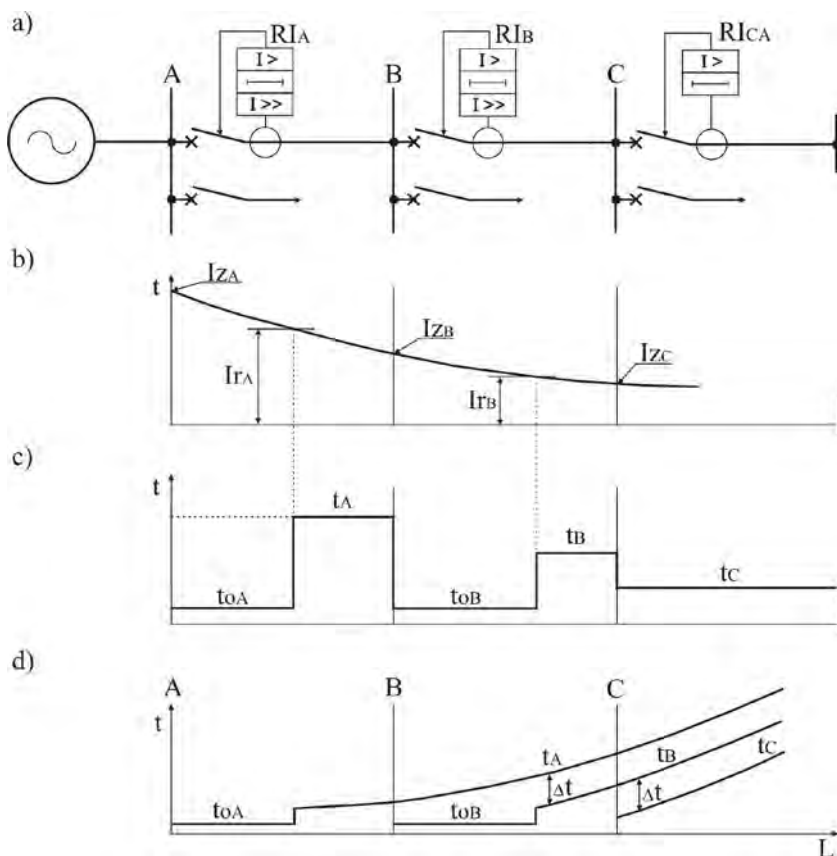 a)
RIA RIB RICA
A B C
I > I > I >
I >> I >>
b)
t
IzA
IzB
IzC
IrA
IrB
c)
t
tA
tB
tC
toA toB
d)
A B C
t
tA tB tC
Δt Δt
toA toB
L